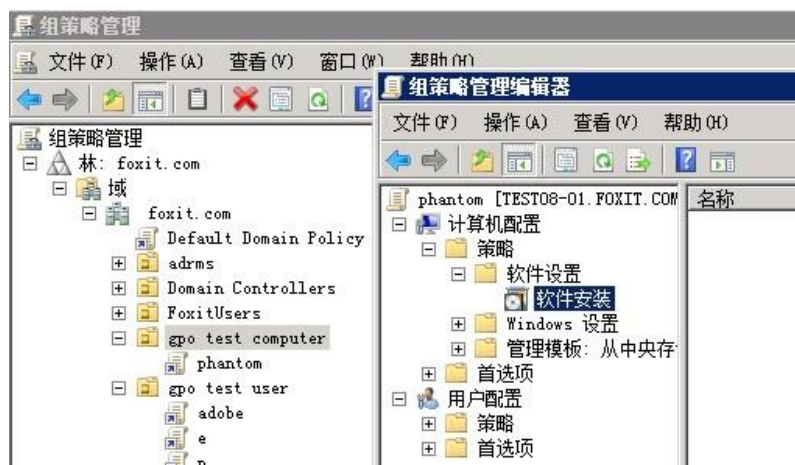 组策略管理
文件(F) 操作(A) 查看(V) 窗口(W) 帮助(H)
组策略管理
林: foxit.com
域
foxit.com
Default Domain Policy
adrms
Domain Controllers
FoxitUsers
gpo test computer
phantom
gpo test user
adobe
e
组策略管理编辑器
文件(F) 操作(A) 查看(V) 帮助(H)
phantom [TEST08-01.FOXIT.COM 名称
计算机配置
策略
软件设置
软件安装
Windows 设置
管理模板: 从中央存
首选项
用户配置
策略
首选项